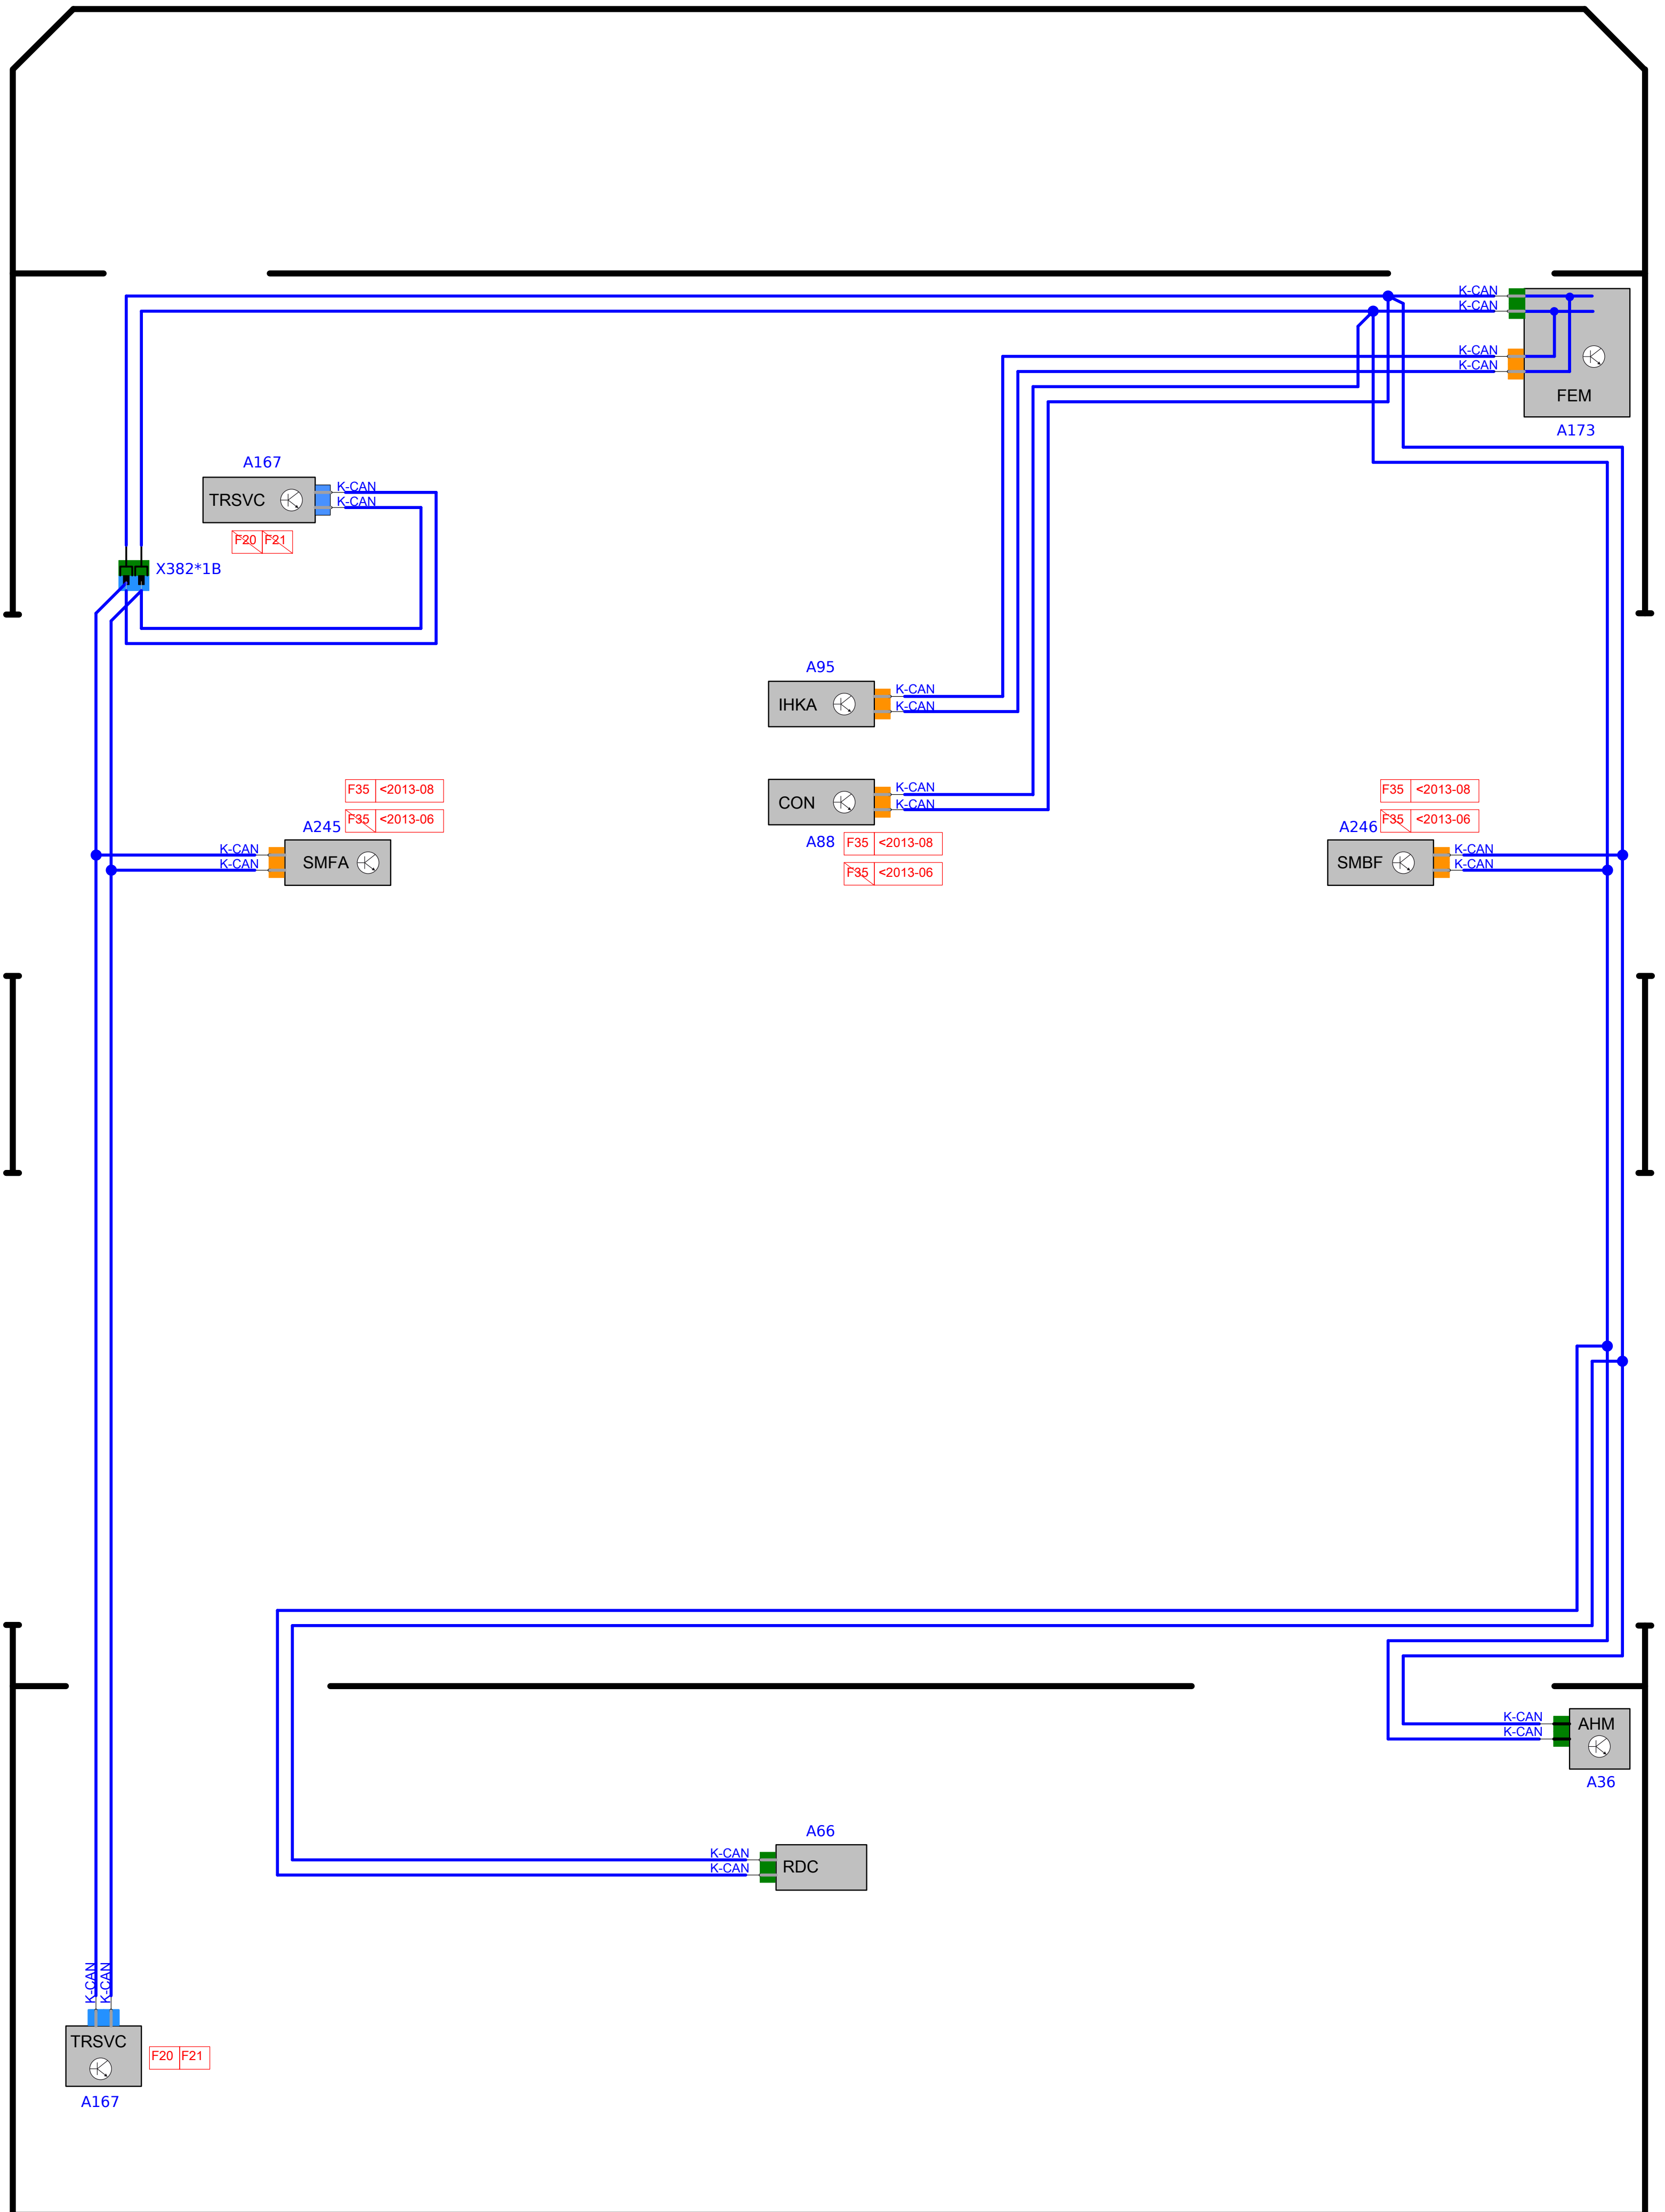 K-CAN
K-CAN
K-CAN
K-CAN
FEM
A173
A167
TRSVC
K-CAN
K-CAN
F20 F21
X382*1B
A95
IHKA
K-CAN
K-CAN
F35 <2013-08
F35 <2013-06
A245
K-CAN
K-CAN
SMFA
CON
K-CAN
K-CAN
A88
F35 <2013-08
F35 <2013-06
F35 <2013-08
F35 <2013-06
A246
SMBF
K-CAN
K-CAN
K-CAN
K-CAN
AHM
A36
A66
K-CAN
K-CAN
RDC
K-CAN
K-CAN
TRSVC
F20 F21
A167